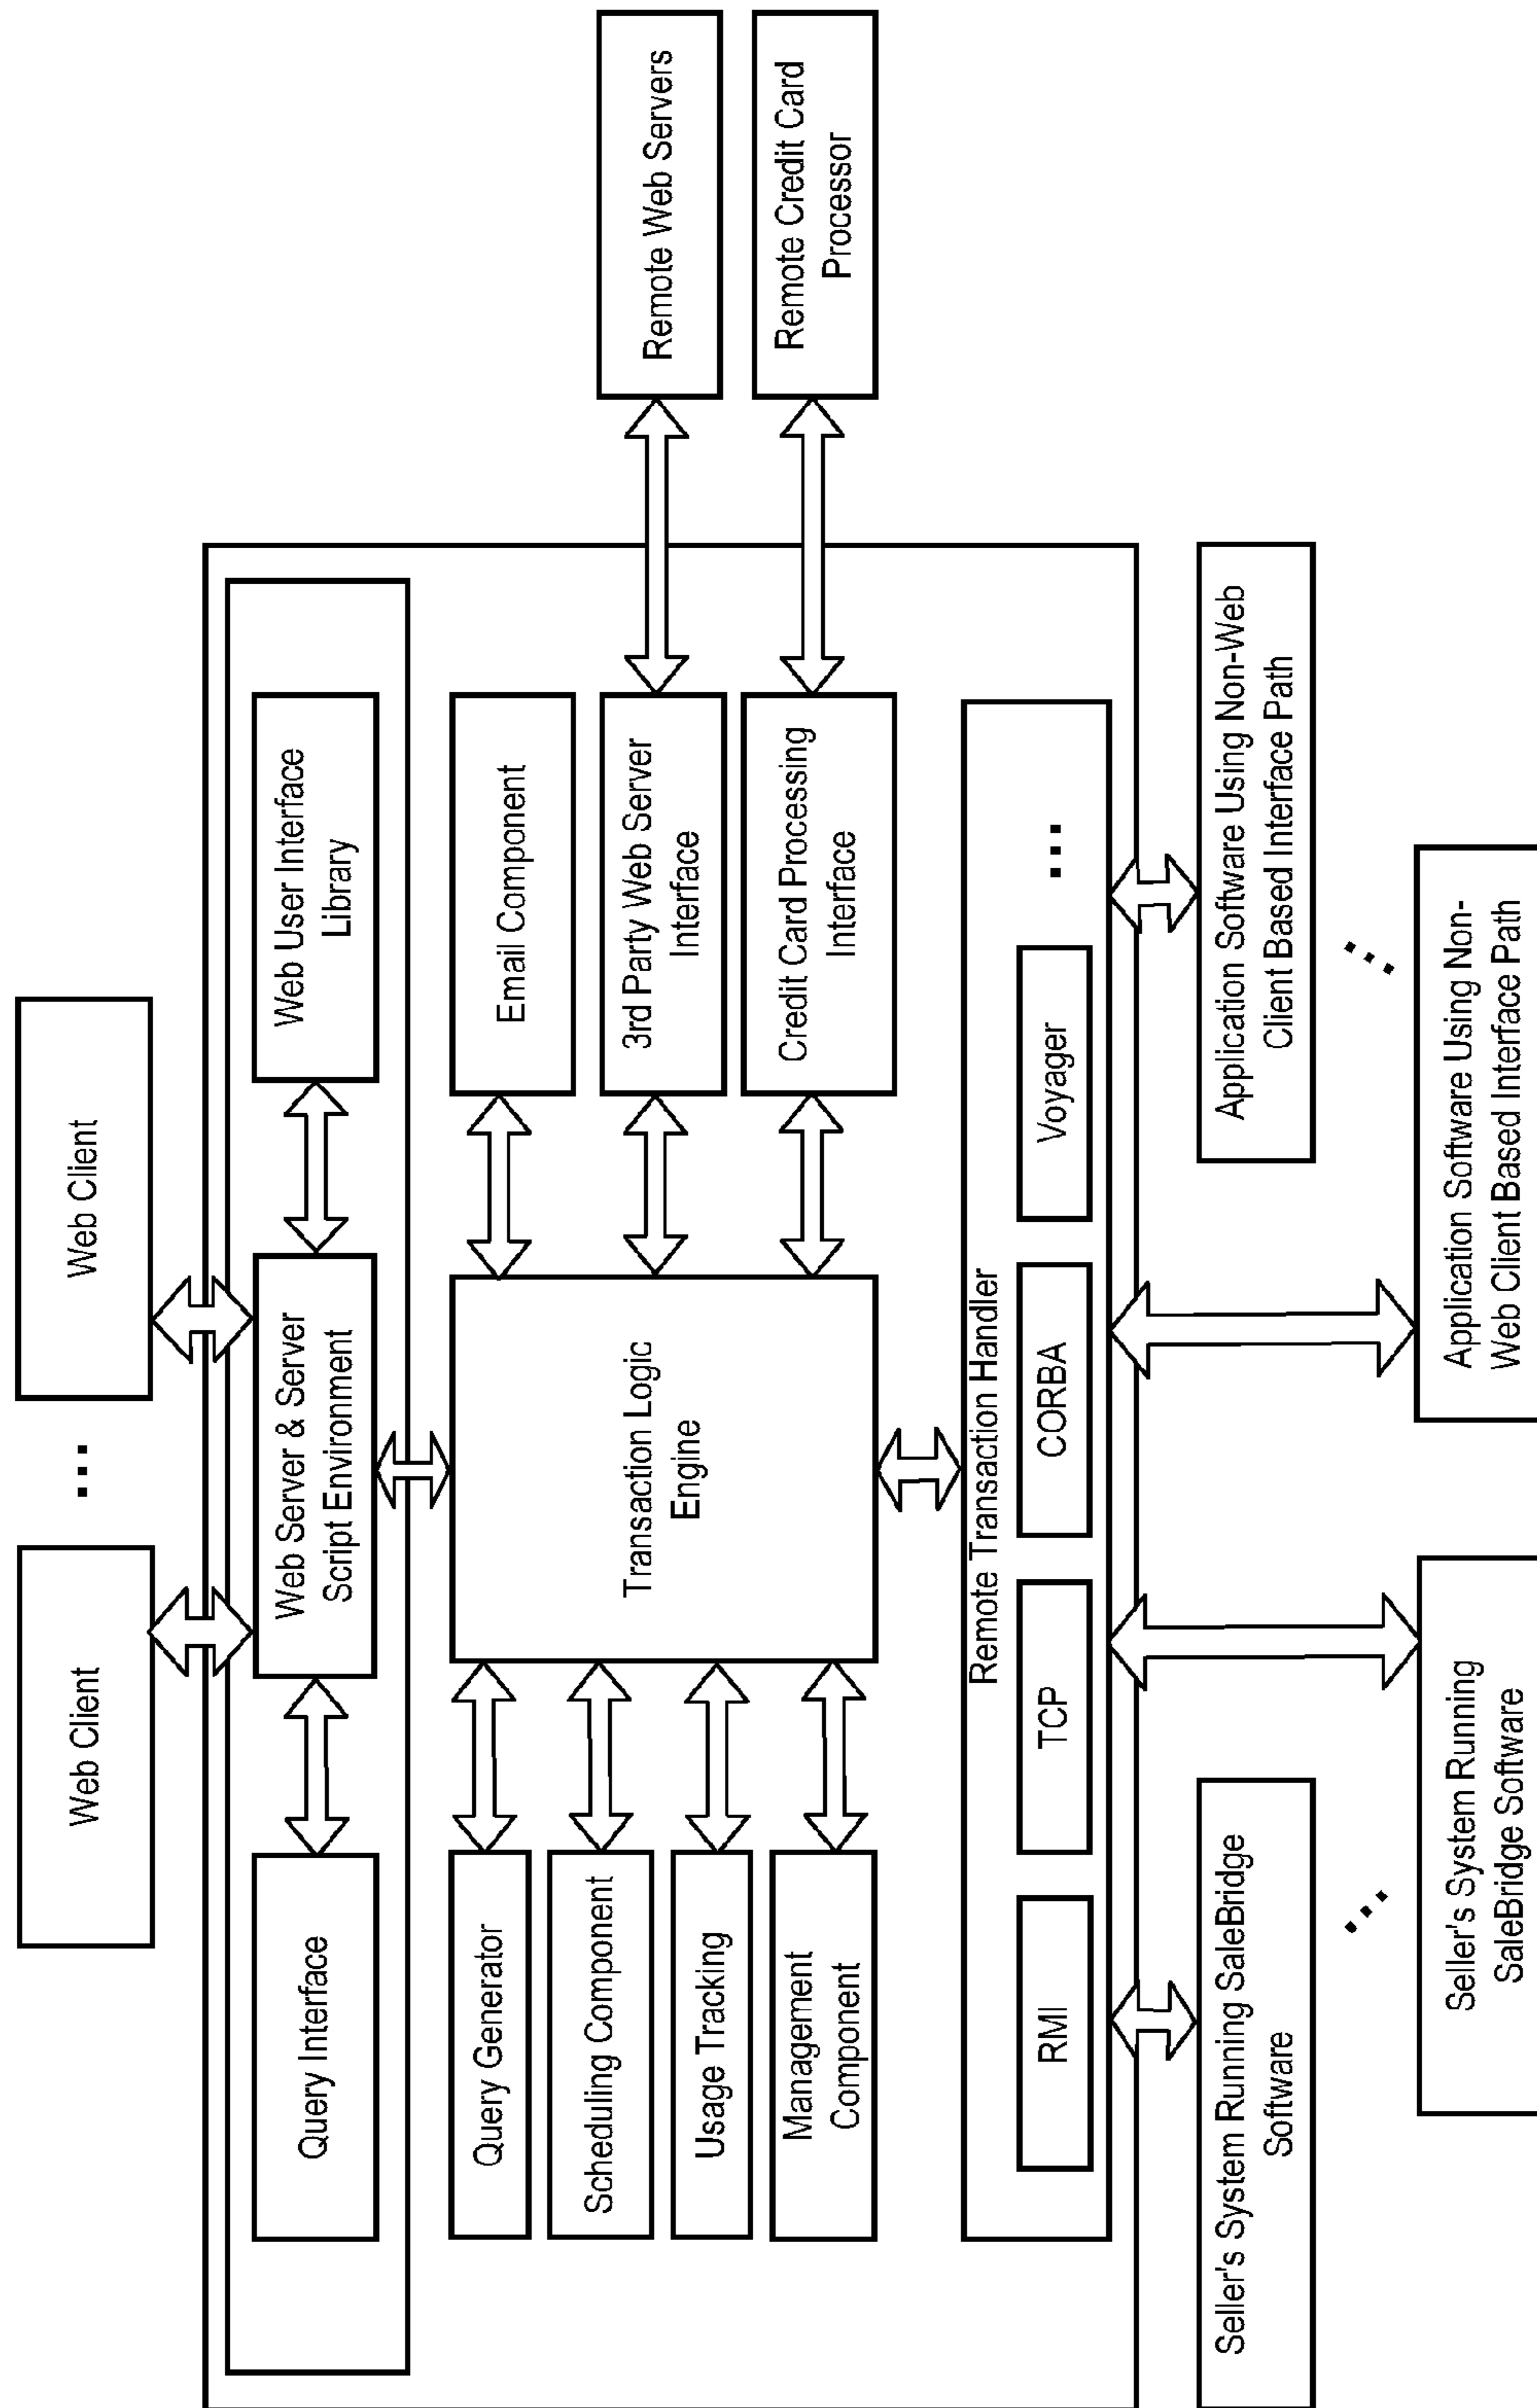 Web Client
...
Web Client
Query Interface
Web Server & Server
Script Environment
Web User Interface
Library
Query Generator
Scheduling Component
Usage Tracking
Management
Component
Transaction Logic
Engine
Email Component
3rd Party Web Server
Interface
Credit Card Processing
Interface
Remote Web Servers
Remote Credit Card
Processor
Remote Transaction Handler
RMI
TCP
CORBA
Voyager
...
Seller's System Running SaleBridge
Software
...
Seller's System Running
SaleBridge Software
Application Software Using Non-Web
Client Based Interface Path
...
Application Software Using Non-
Web Client Based Interface Path